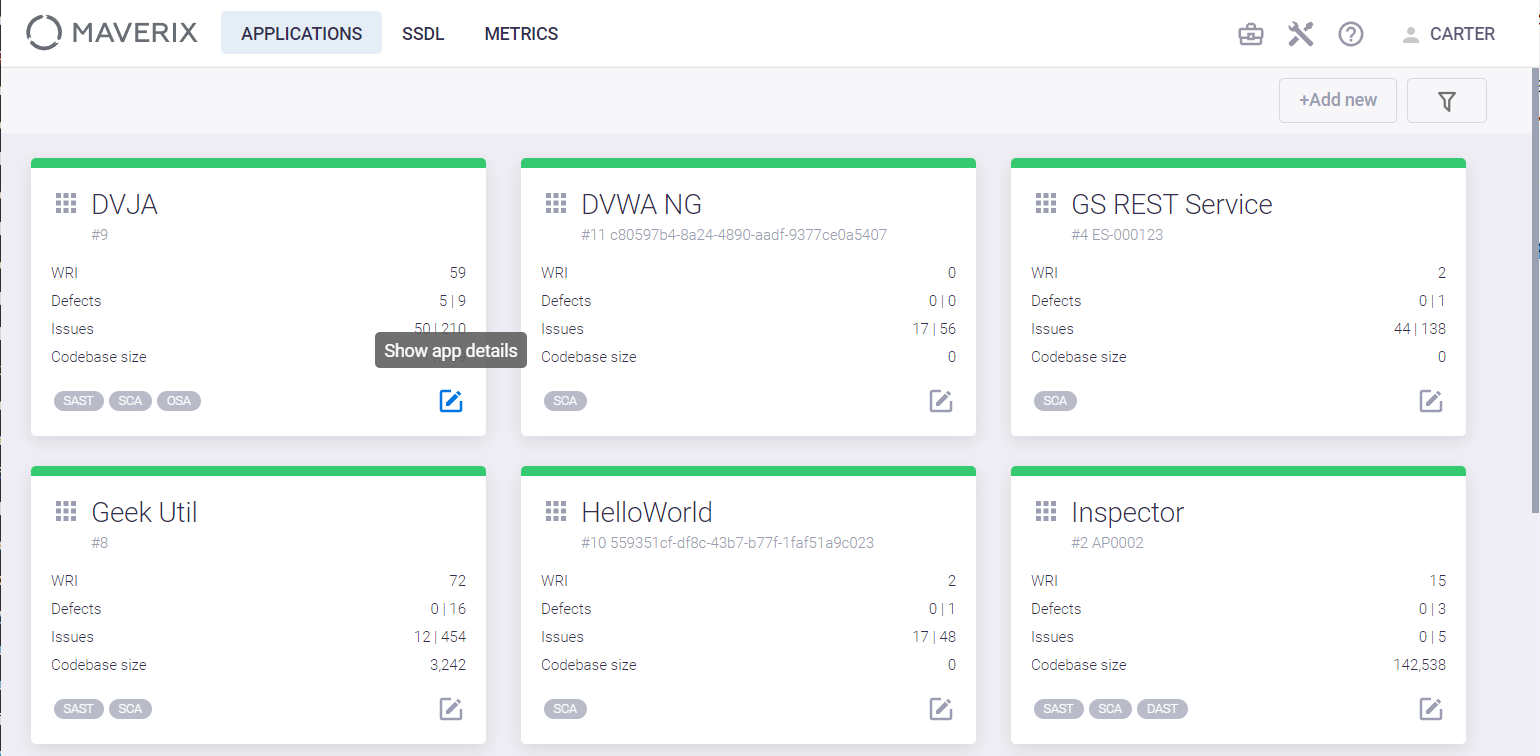 MAVERIX APPLICATIONS SSDL METRICS CARTER
+Add new
DVJA
#9
WRI 59
Defects 5 | 9
Issues 50 | 210
Show app details
Codebase size
SAST SCA OSA
DVWA NG
#11 c80597b4-8a24-4890-aadf-9377ce0a5407
WRI 0
Defects 0 | 0
Issues 17 | 56
Codebase size 0
SCA
GS REST Service
#4 ES-000123
WRI 2
Defects 0 | 1
Issues 44 | 138
Codebase size 0
SCA
Geek Util
#8
WRI 72
Defects 0 | 16
Issues 12 | 454
Codebase size 3,242
SAST SCA
HelloWorld
#10 559351cf-df8c-43b7-b77f-1faf51a9c023
WRI 2
Defects 0 | 1
Issues 17 | 48
Codebase size 0
SCA
Inspector
#2 AP0002
WRI 15
Defects 0 | 3
Issues 0 | 5
Codebase size 142,538
SAST SCA DAST